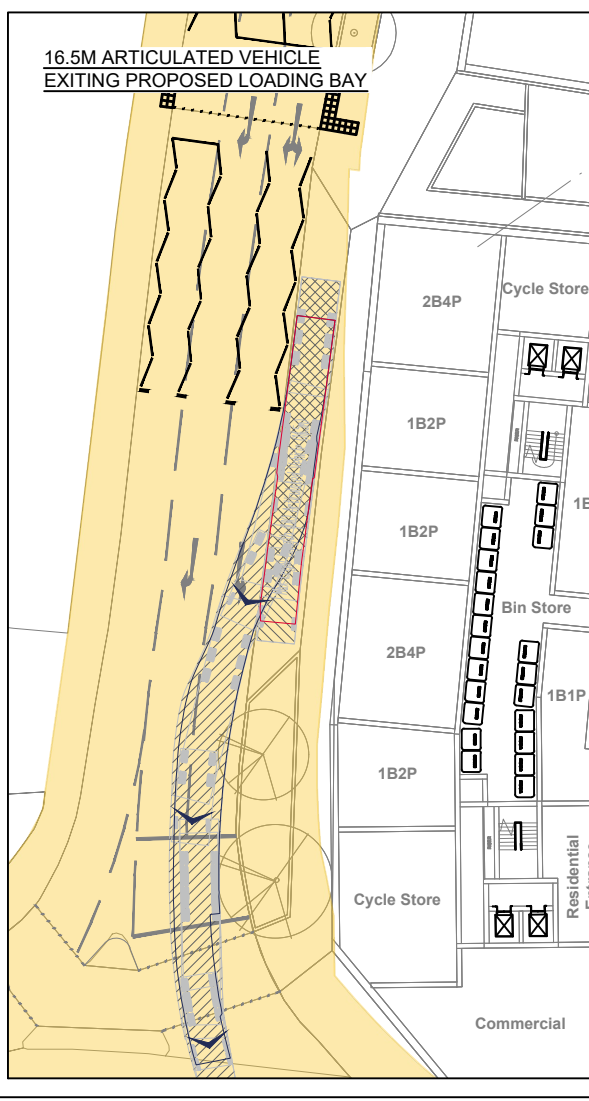 16.5M ARTICULATED VEHICLE
EXITING PROPOSED LOADING BAY
2B4P
Cycle Store
1B2P
1B2P
Bin Store
2B4P
1B1P
1B2P
Cycle Store
Residential
Commercial